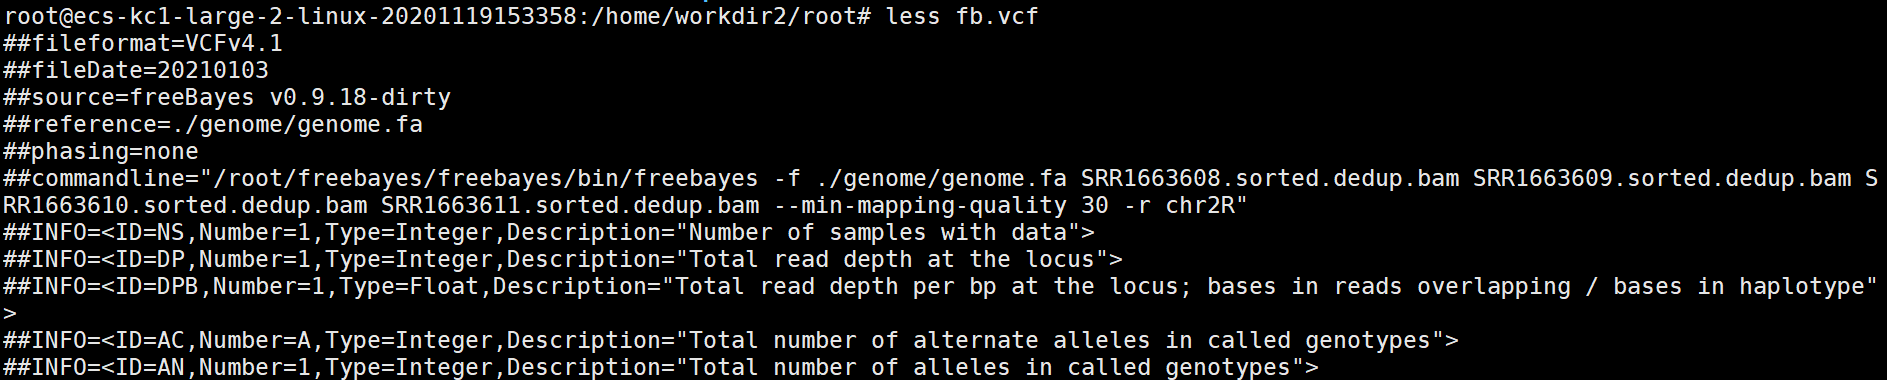 root@ecs-kc1-large-2-linux-20201119153358:/home/workdir2/root# less fb.vcf
##fileformat=VCFv4.1
##fileDate=20210103
##source=freeBayes v0.9.18-dirty
##reference=./genome/genome.fa
##phasing=none
##commandline="/root/freebayes/freebayes/bin/freebayes -f ./genome/genome.fa SRR1663608.sorted.dedup.bam SRR1663609.sorted.dedup.bam S
RR1663610.sorted.dedup.bam SRR1663611.sorted.dedup.bam --min-mapping-quality 30 -r chr2R"
##INFO=<ID=NS,Number=1,Type=Integer,Description="Number of samples with data">
##INFO=<ID=DP,Number=1,Type=Integer,Description="Total read depth at the locus">
##INFO=<ID=DPB,Number=1,Type=Float,Description="Total read depth per bp at the locus; bases in reads overlapping / bases in haplotype"
>
##INFO=<ID=AC,Number=A,Type=Integer,Description="Total number of alternate alleles in called genotypes">
##INFO=<ID=AN,Number=1,Type=Integer,Description="Total number of alleles in called genotypes">